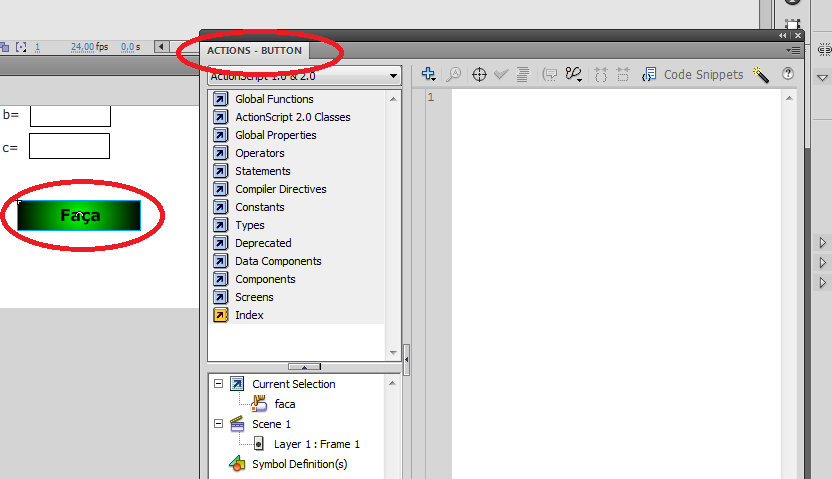 1 24,00 fps 0,0 s
ACTIONS - BUTTON
ActionScript 1.0 & 2.0
Code Snippets
Global Functions
ActionScript 2.0 Classes
Global Properties
Operators
Statements
Compiler Directives
Constants
Types
Deprecated
Data Components
Components
Screens
Index
1
b=
c=
Faça
Current Selection
faca
Scene 1
Layer 1 : Frame 1
Symbol Definition(s)